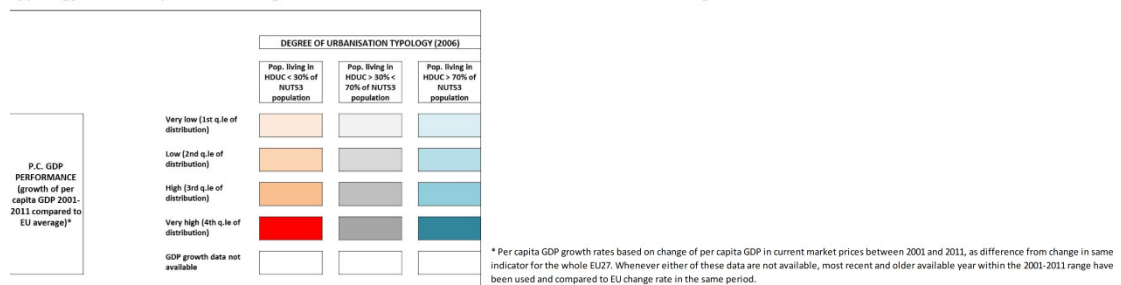 DEGREE OF URBANISATION TYPOLOGY (2006)
Pop. living in
HDUC < 30% of
NUTS3
population
Pop. living in
HDUC > 30% <
70% of NUTS3
population
Pop. living in
HDUC > 70% of
NUTS3
population
P.C. GDP
PERFORMANCE
(growth of per
capita GDP 2001-
2011 compared to
EU average)*
Very low (1st q.le of
distribution)
Low (2nd q.le of
distribution)
High (3rd q.le of
distribution)
Very high (4th q.le of
distribution)
GDP growth data not
available
* Per capita GDP growth rates based on change of per capita GDP in current market prices between 2001 and 2011, as difference from change in same
indicator for the whole EU27. Whenever either of these data are not available, most recent and older available year within the 2001-2011 range have
been used and compared to EU change rate in the same period.